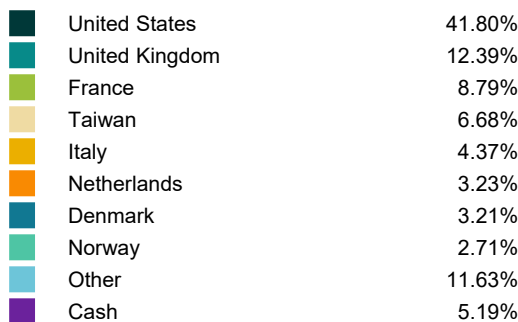 United States 41.80%
United Kingdom 12.39%
France 8.79%
Taiwan 6.68%
Italy 4.37%
Netherlands 3.23%
Denmark 3.21%
Norway 2.71%
Other 11.63%
Cash 5.19%